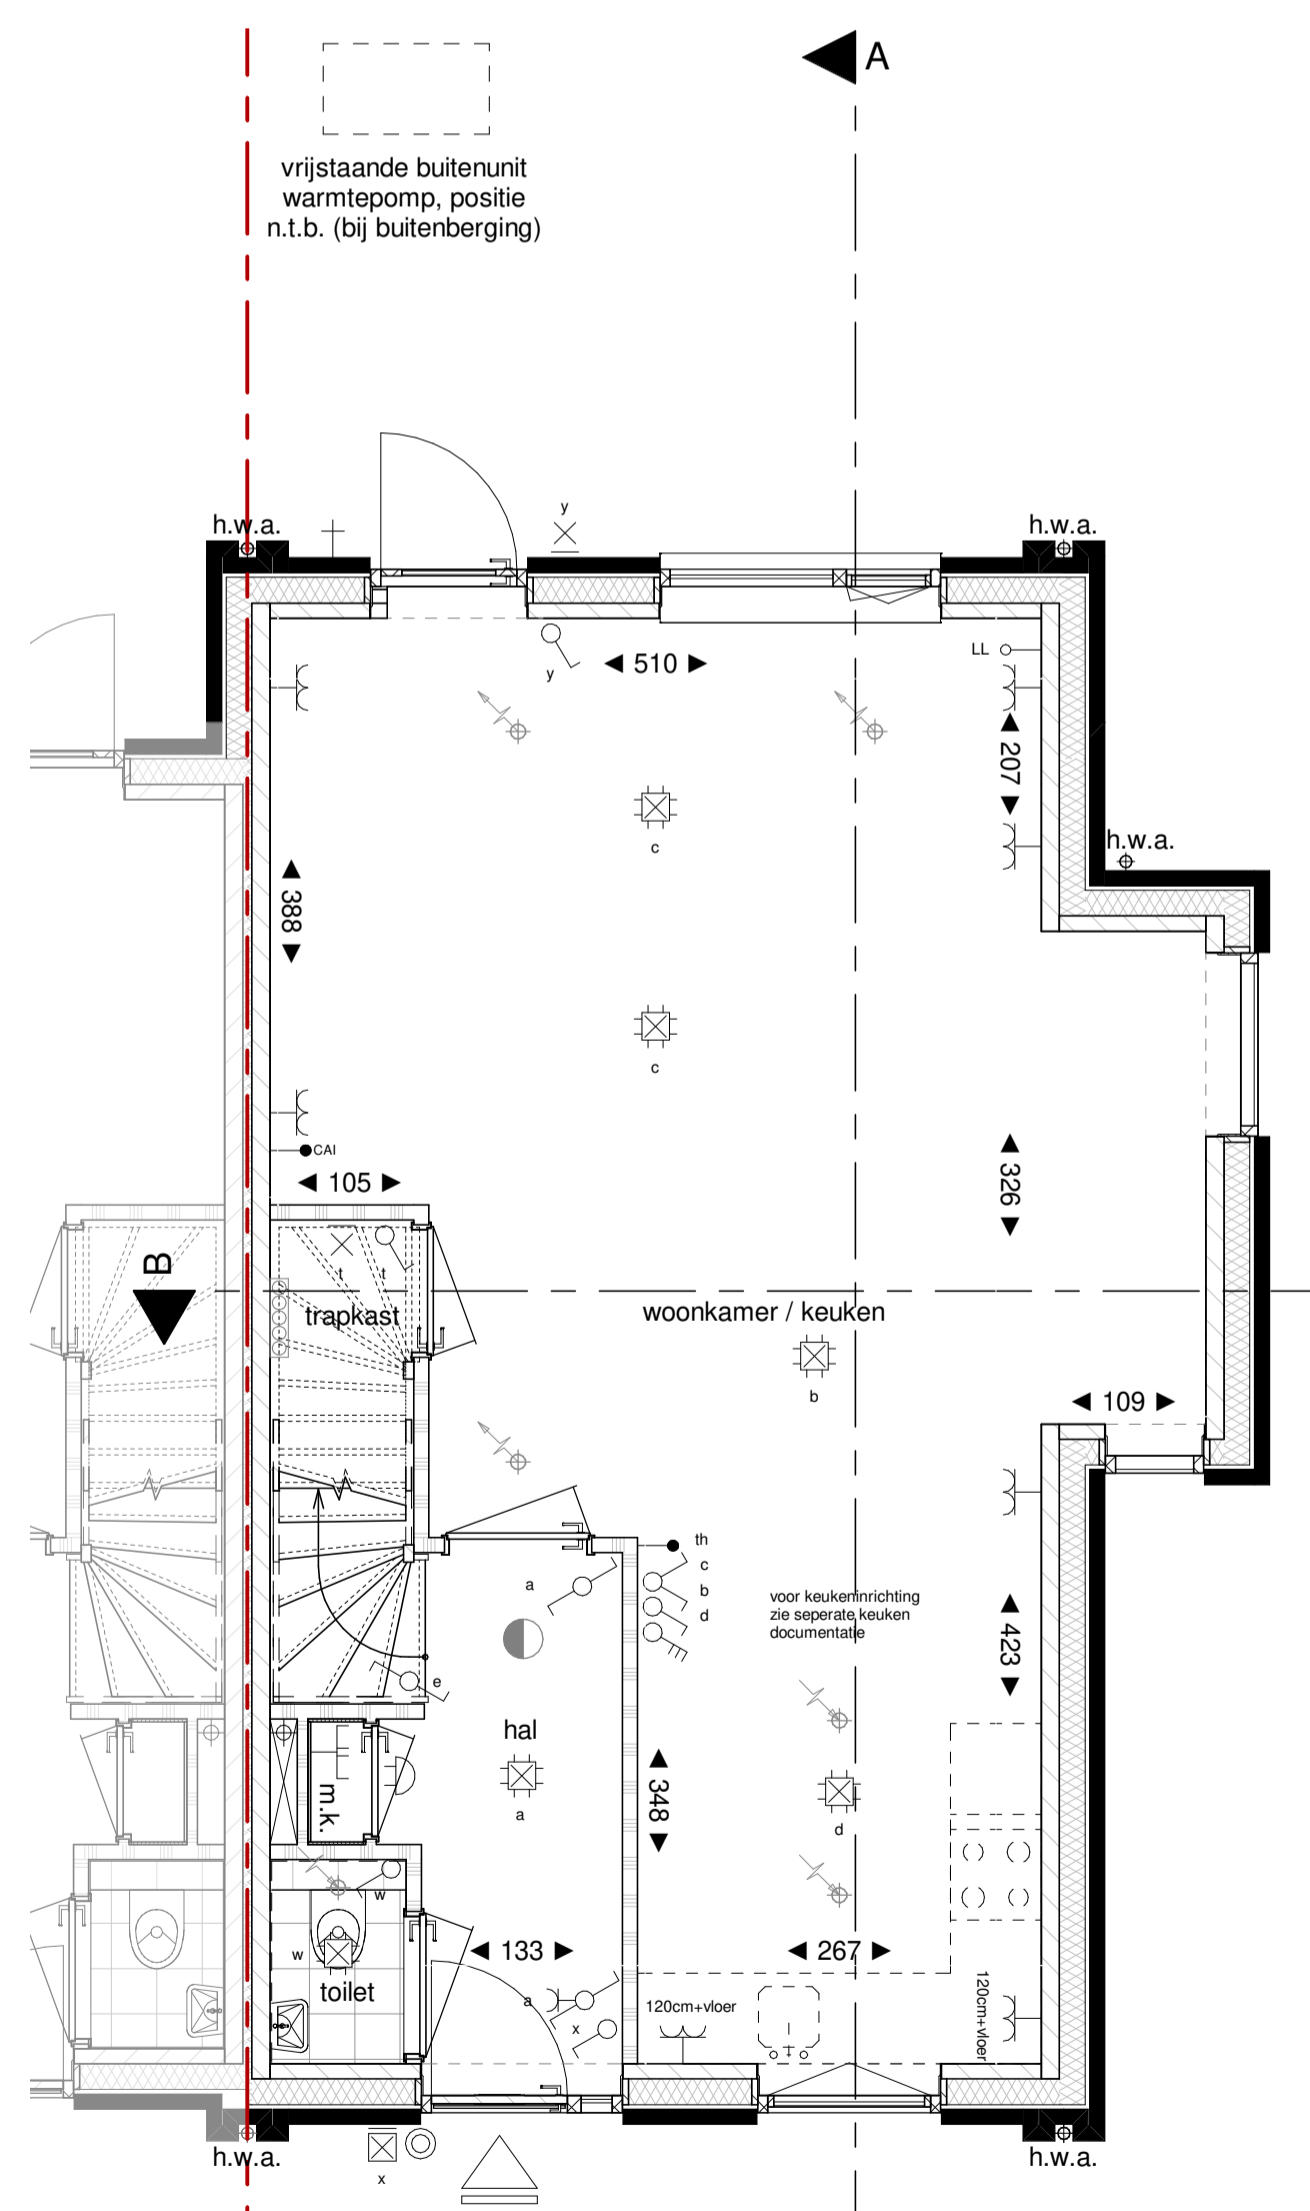 A
vrijstaande buitenunit
warmtepomp, positie
n.t.b. (bij buitenberging)
y
h.w.a.
h.w.a.
510
y
LL
207
c
h.w.a.
388
c
CAI
105
326
B
t
t
trapkast
woonkamer / keuken
b
109
th
c
a
b
d
voor keukeninrichting
zie seperate keuken
documentatie
423
e
hal
m.k.
348
a
d
w
w
133
267
toilet
a
120cm+vloer
120cm+vloer
x
h.w.a.
h.w.a.
x